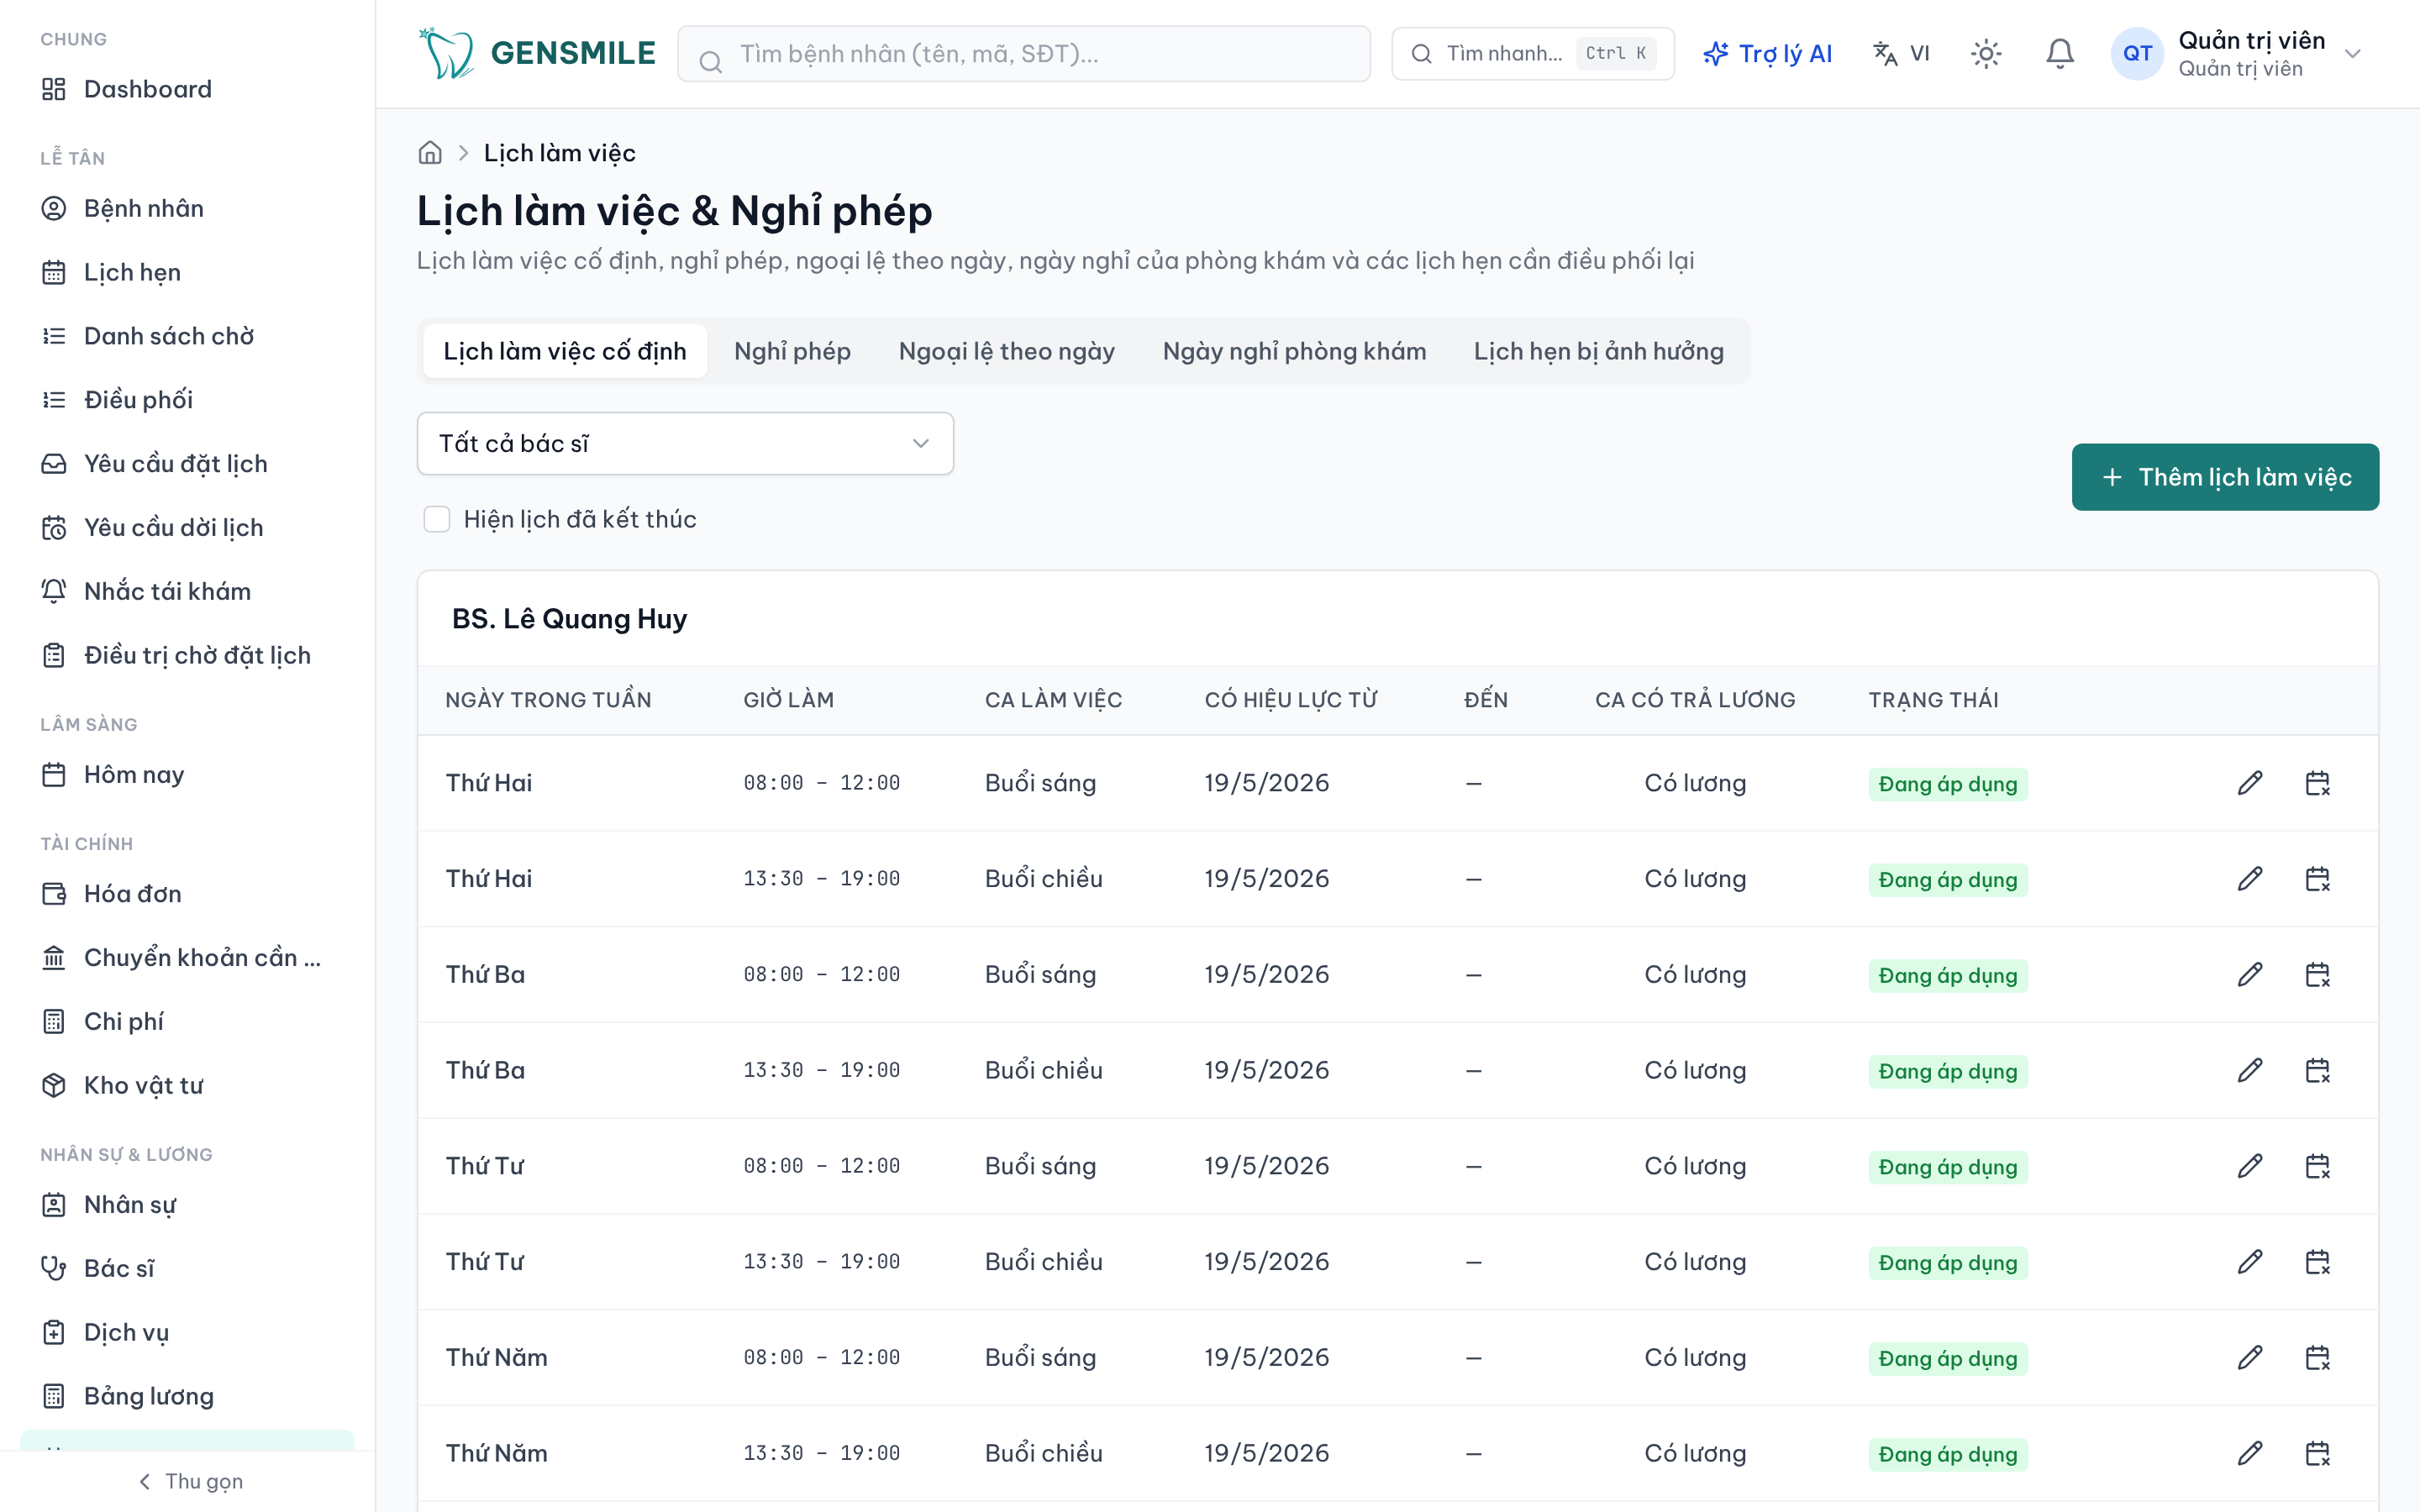 CHUNG
Dashboard
LỄ TÂN
Bệnh nhân
Lịch hẹn
Danh sách chờ
Điều phối
Yêu cầu đặt lịch
Yêu cầu dời lịch
Nhắc tái khám
Điều trị chờ đặt lịch
LÂM SÀNG
Hôm nay
TÀI CHÍNH
Hóa đơn
Chuyển khoản cần ...
Chi phí
Kho vật tư
NHÂN SỰ & LƯƠNG
Nhân sự
Bác sĩ
Dịch vụ
Bảng lương
Thu gọn
GENSMILE
Tìm bệnh nhân (tên, mã, SĐT)...
Tìm nhanh... Ctrl K
Trợ lý AI
VI
QT
Quản trị viên
Quản trị viên
Lịch làm việc
Lịch làm việc & Nghỉ phép
Lịch làm việc cố định, nghỉ phép, ngoại lệ theo ngày, ngày nghỉ của phòng khám và các lịch hẹn cần điều phối lại
Lịch làm việc cố định Nghỉ phép Ngoại lệ theo ngày Ngày nghỉ phòng khám Lịch hẹn bị ảnh hưởng
Tất cả bác sĩ
Hiện lịch đã kết thúc
+ Thêm lịch làm việc
BS. Lê Quang Huy
NGÀY TRONG TUẦN GIỜ LÀM CA LÀM VIỆC CÓ HIỆU LỰC TỪ ĐẾN CA CÓ TRẢ LƯƠNG TRẠNG THÁI
Thứ Hai 08:00 – 12:00 Buổi sáng 19/5/2026 — Có lương Đang áp dụng
Thứ Hai 13:30 – 19:00 Buổi chiều 19/5/2026 — Có lương Đang áp dụng
Thứ Ba 08:00 – 12:00 Buổi sáng 19/5/2026 — Có lương Đang áp dụng
Thứ Ba 13:30 – 19:00 Buổi chiều 19/5/2026 — Có lương Đang áp dụng
Thứ Tư 08:00 – 12:00 Buổi sáng 19/5/2026 — Có lương Đang áp dụng
Thứ Tư 13:30 – 19:00 Buổi chiều 19/5/2026 — Có lương Đang áp dụng
Thứ Năm 08:00 – 12:00 Buổi sáng 19/5/2026 — Có lương Đang áp dụng
Thứ Năm 13:30 – 19:00 Buổi chiều 19/5/2026 — Có lương Đang áp dụng